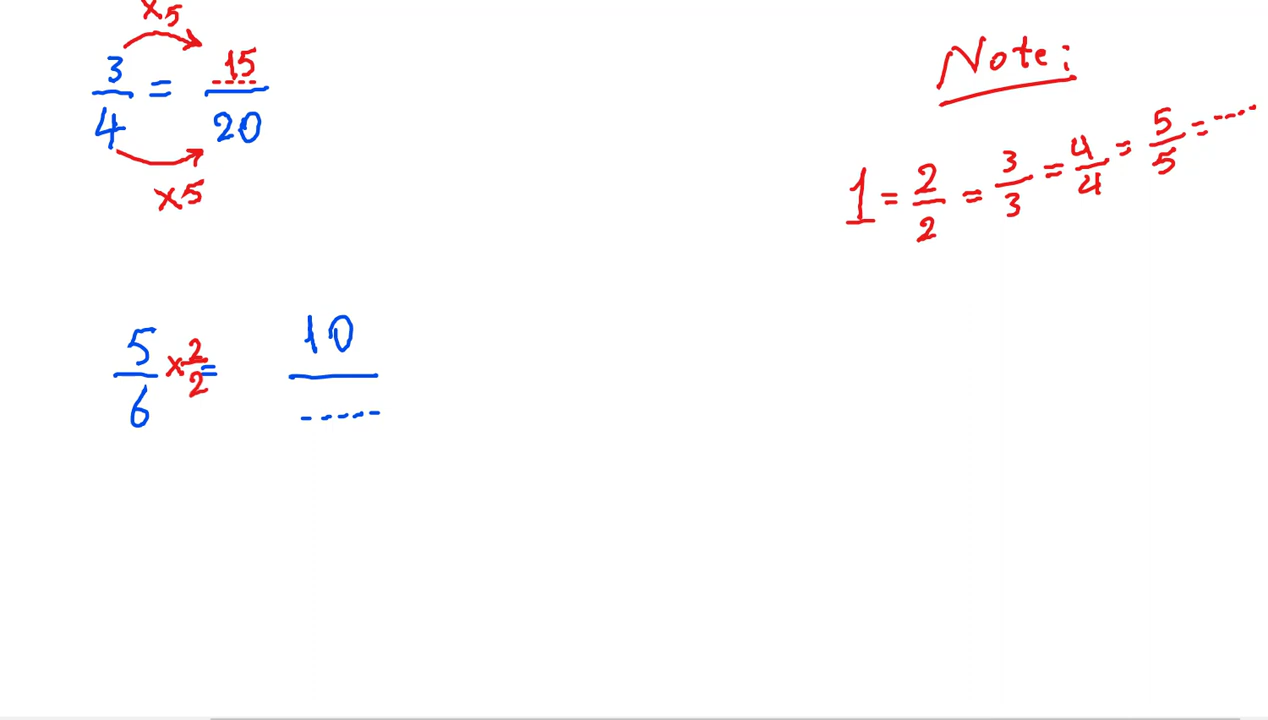 x5
3/4 = 15/20
x5
Note:
1 = 2/2 = 3/3 = 4/4 = 5/5 = -----
5/6 x 2/2 = 10/-----